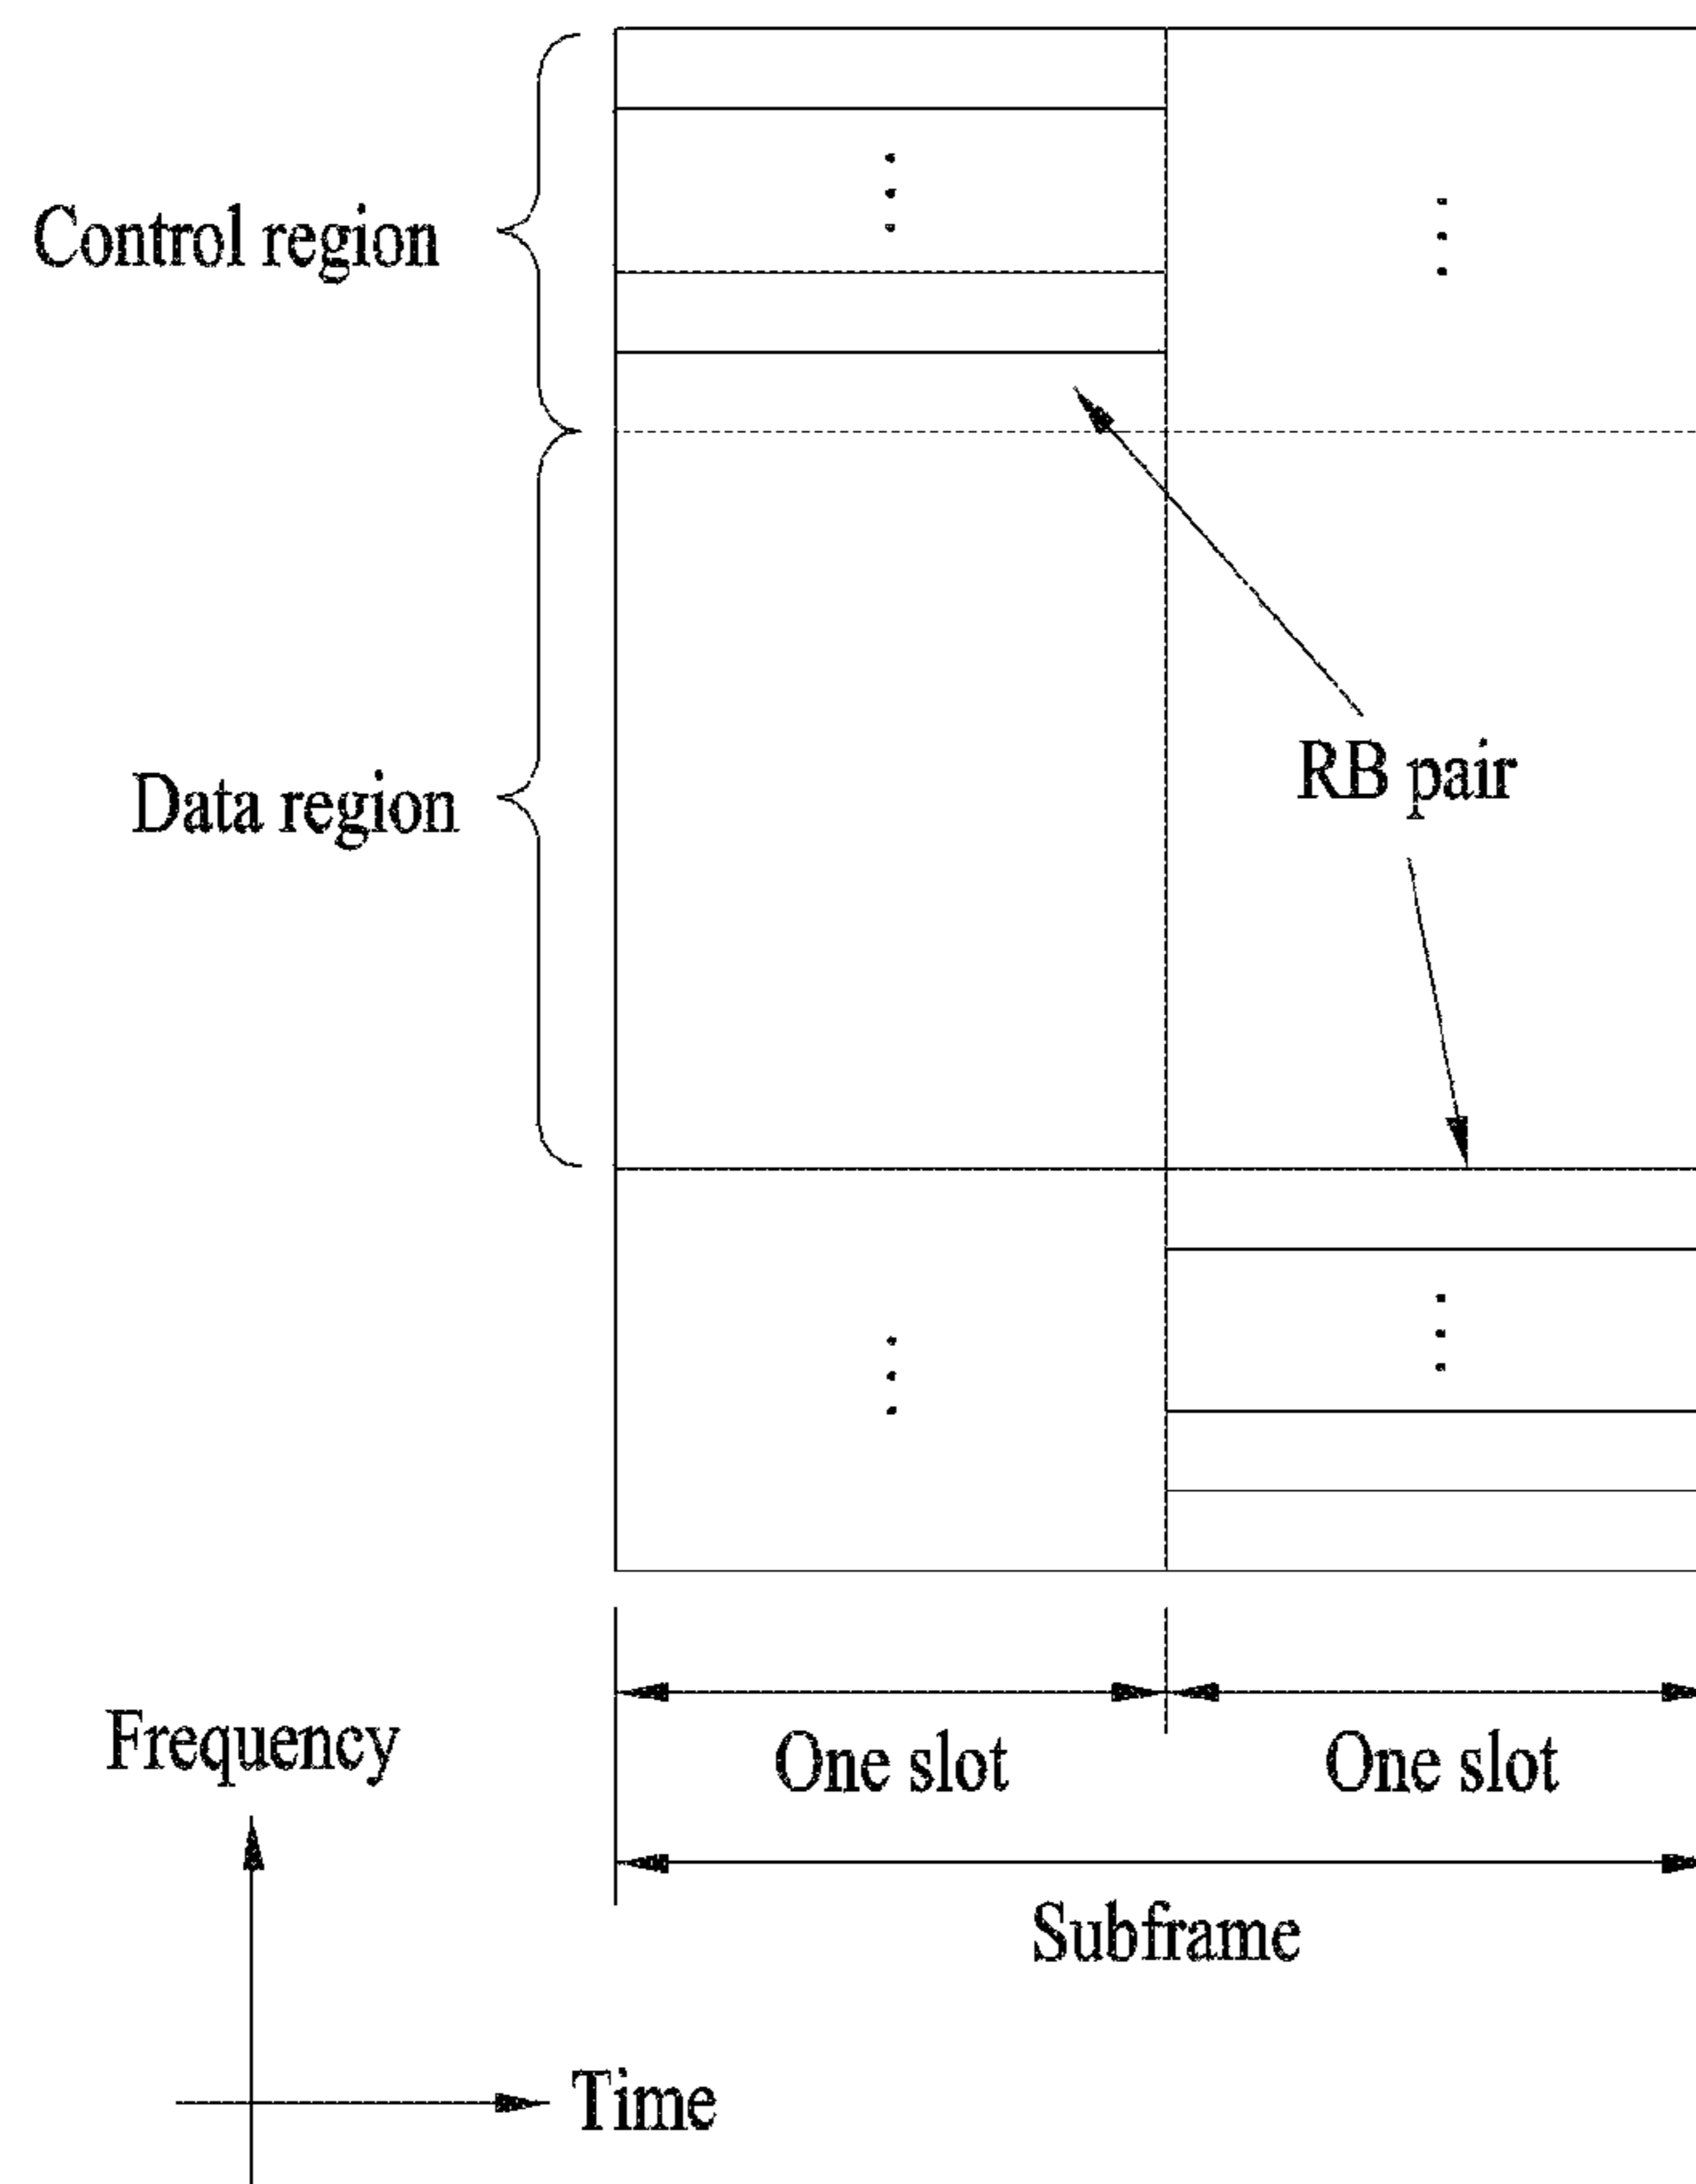 Control region
RB pair
Data region
One slot
One slot
Frequency
Subframe
Time